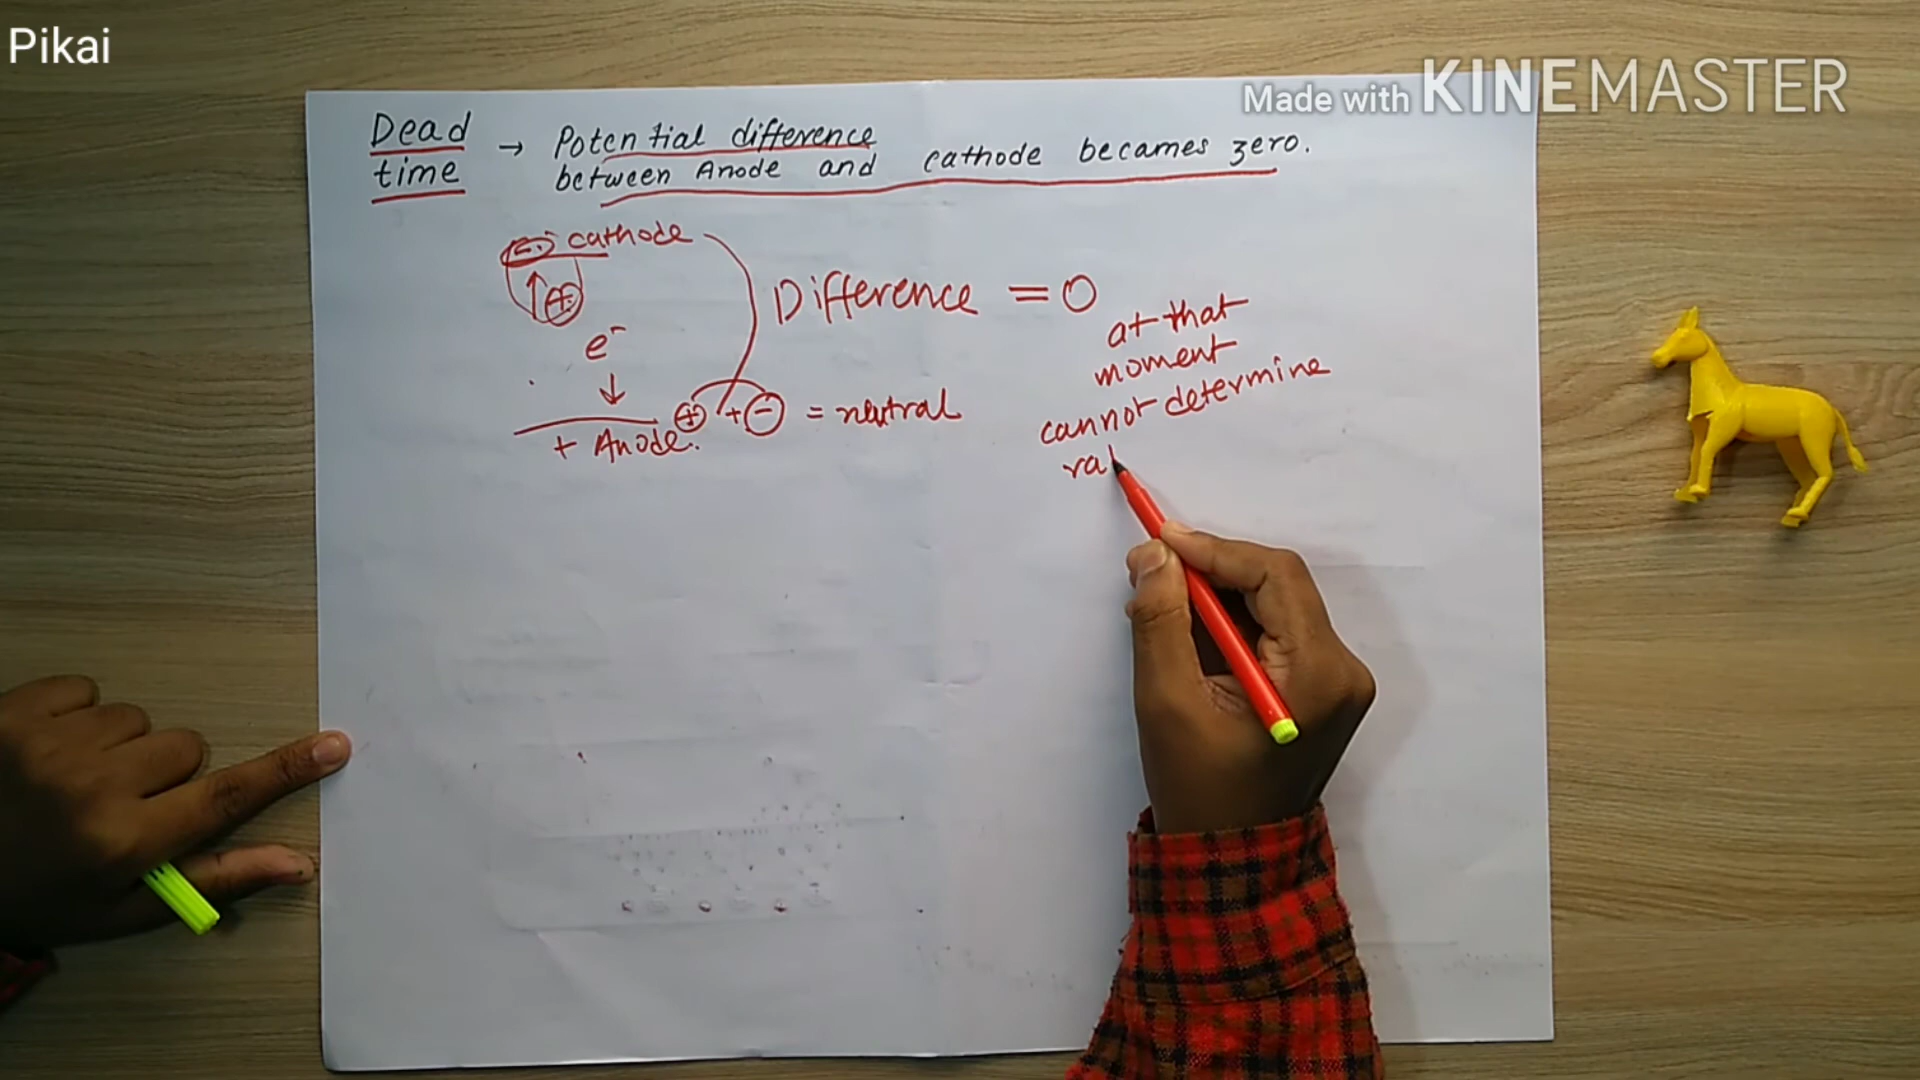 Pikai
Made with KINEMASTER
Dead time → Potential difference
between Anode and cathode becames zero.
(-) cathode
↑ (+)
Difference = 0
at that
moment
cannot determine
ra
e⁻
↓
(+) + (-) = neutral
+ Anode.